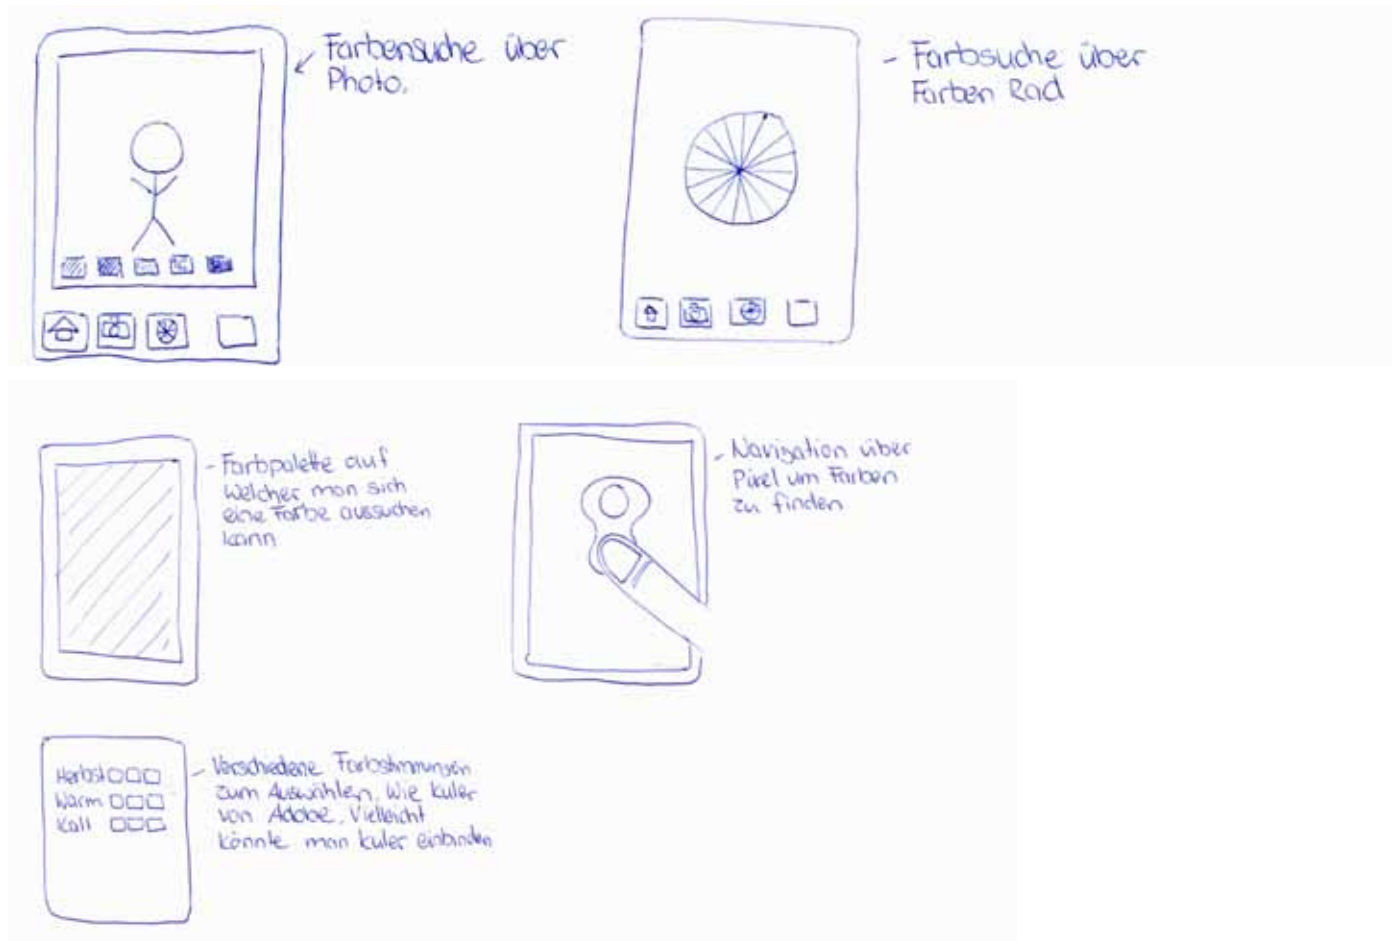 Farbensuche über
Photo.
- Farbsuche über
Farben Rad
- Farbpalette auf
Welcher man sich
eine Farbe aussuchen
kann
- Navigation über
Pixel um Farben
zu finden
Herbst
Warm
Kalt
- Verschiedene Farbstimmungen
zum Auswählen. Wie kuler
von Adobe. Vielleicht
könnte man kuler einbinden